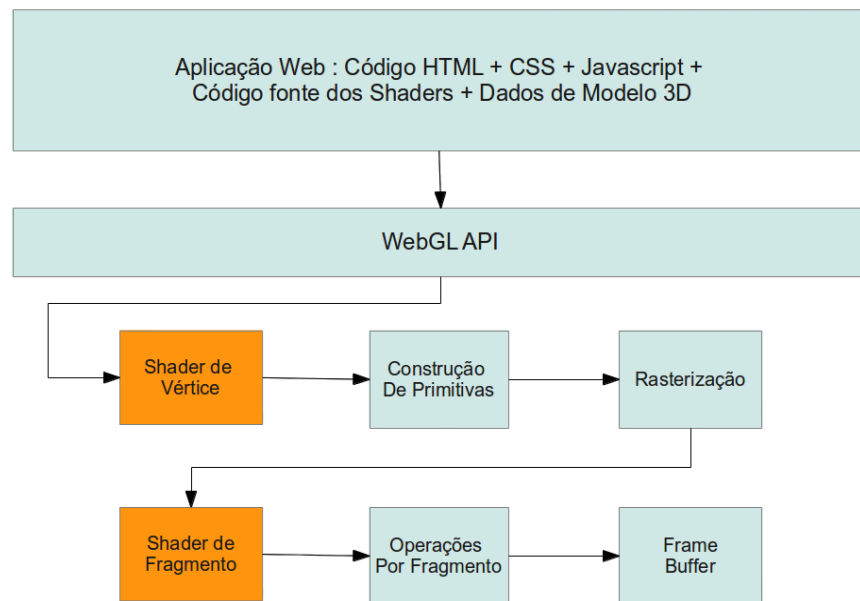 Aplicação Web : Código HTML + CSS + Javascript +
Código fonte dos Shaders + Dados de Modelo 3D
WebGL API
Shader de
Vértice
Construção
De Primitivas
Rasterização
Shader de
Fragmento
Operações
Por Fragmento
Frame
Buffer